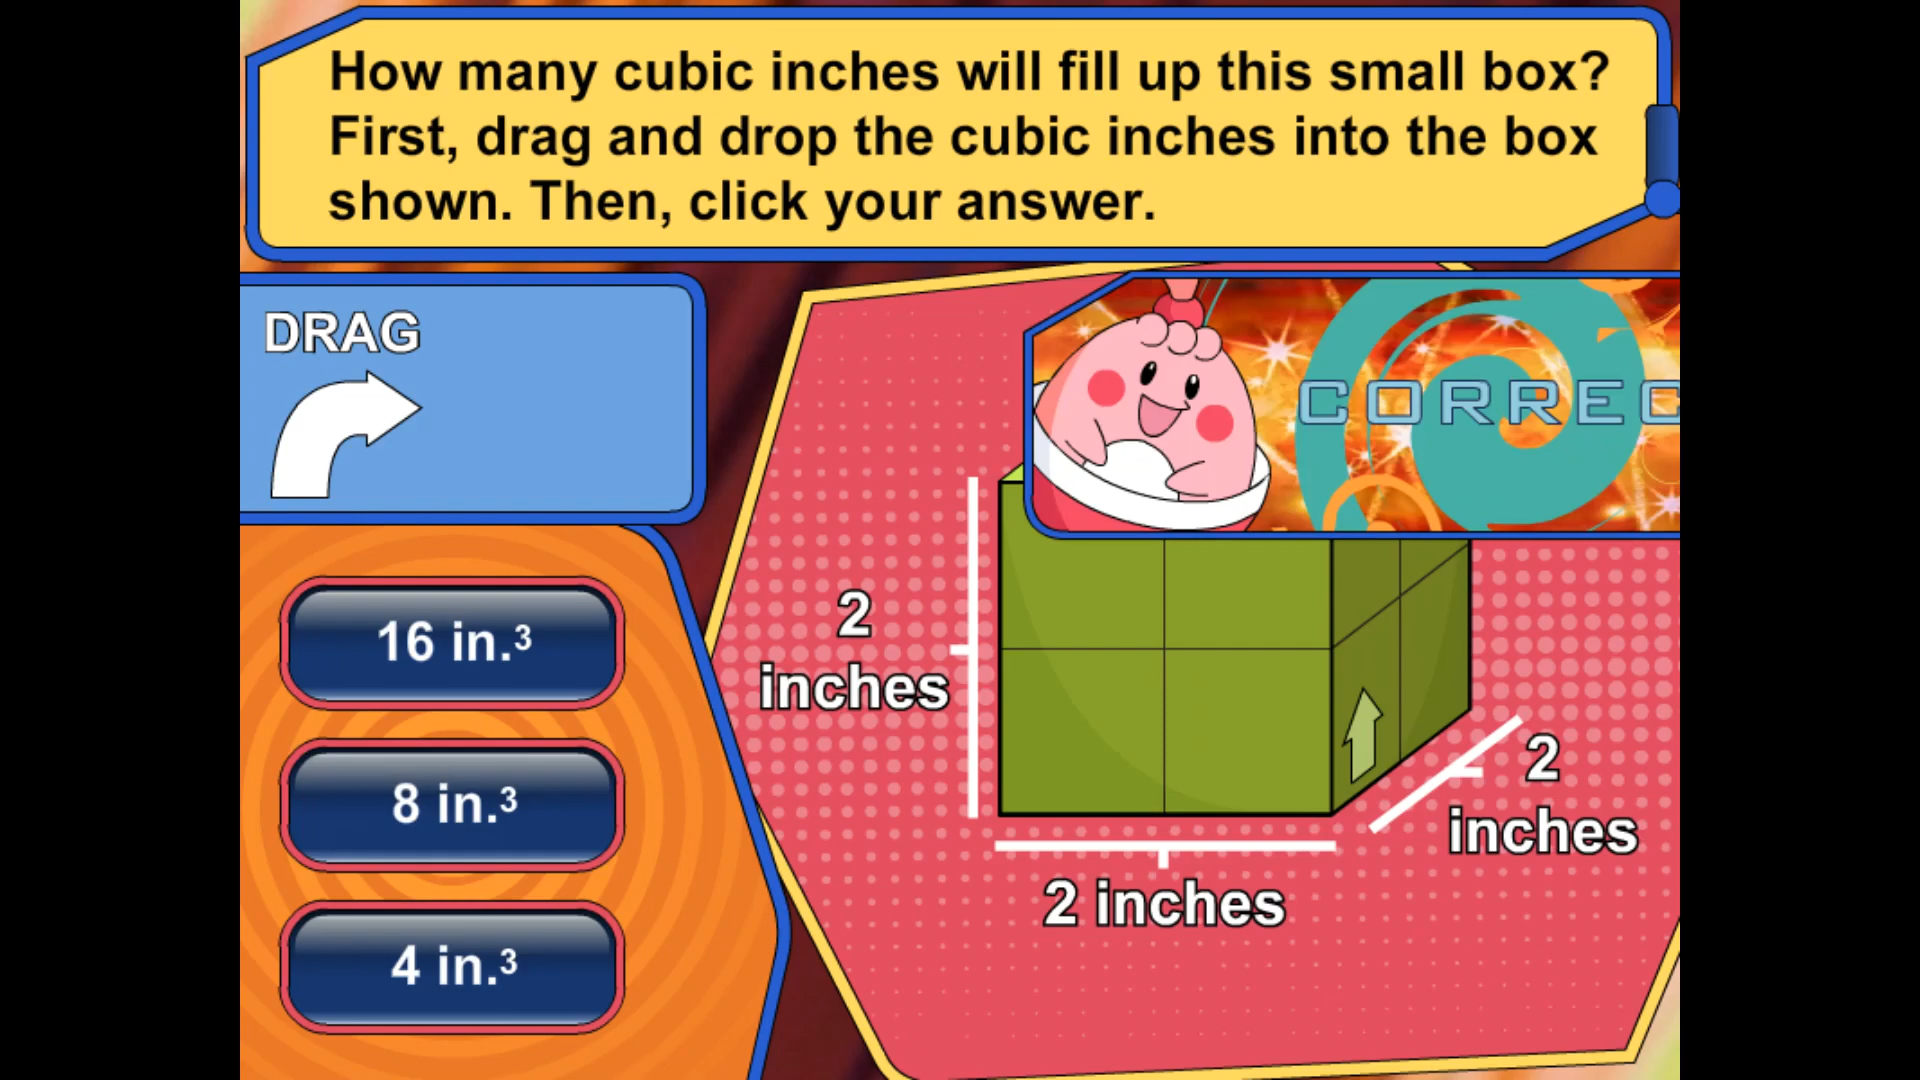 How many cubic inches will fill up this small box?
First, drag and drop the cubic inches into the box
shown. Then, click your answer.
DRAG
CORREC
16 in.³
8 in.³
4 in.³
2
inches
2
inches
2 inches